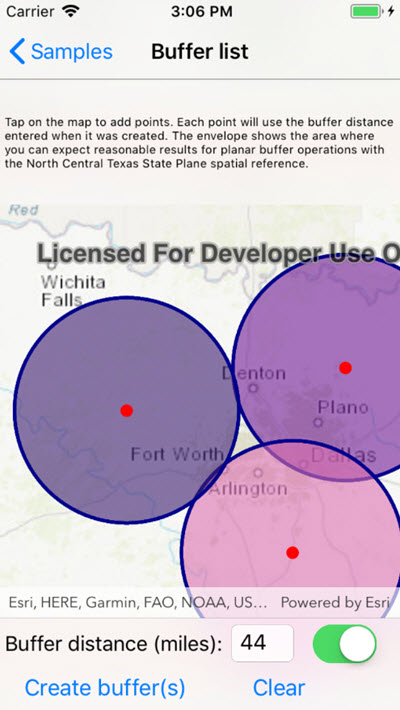 Carrier 3:06 PM
Samples Buffer list
Tap on the map to add points. Each point will use the buffer distance
entered when it was created. The envelope shows the area where
you can expect reasonable results for planar buffer operations with
the North Central Texas State Plane spatial reference.
Red
Licensed For Developer Use O
Wichita
Falls
Denton
Plano
Fort Worth
Dallas
Arlington
Esri, HERE, Garmin, FAO, NOAA, US... Powered by Esri
Buffer distance (miles): 44
Create buffer(s) Clear